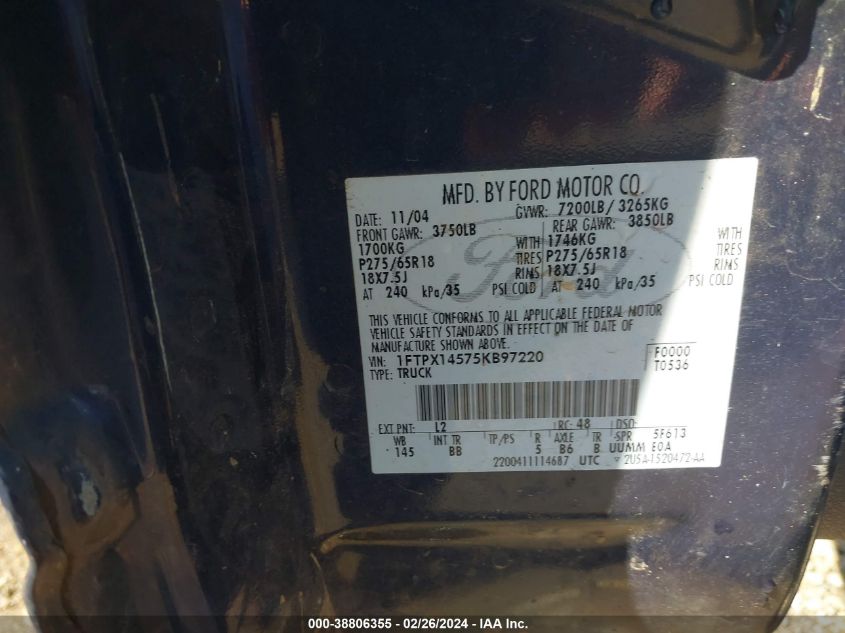 MFD. BY FORD MOTOR CO.
DATE: 11/04 GVWR: 7200LB/ 3265KG
FRONT GAWR: 3750LB REAR GAWR: 3850LB
1700KG WITH 1746KG WITH
P275/65R18 TIRES P275/65R18 TIRES
18X7.5J RIMS 18X7.5J RIMS
AT 240 kPa/35 PSI COLD AT 240 kPa/35 PSI COLD
Ford
THIS VEHICLE CONFORMS TO ALL APPLICABLE FEDERAL MOTOR
VEHICLE SAFETY STANDARDS IN EFFECT ON THE DATE OF
MANUFACTURE SHOWN ABOVE.
VIN: 1FTPX14575KB97220 F0000
TYPE: TRUCK T0536
EXT PNT: L2 RC: 48 DSO:
WB INT TR TP/PS R AXLE TR SPR 5F613
145 BB 5 B6 B UUMM E0A
2200411114687 UTC 2U5A-1520472-AA
000-38806355 | 02/26/2024 | IAA Inc.